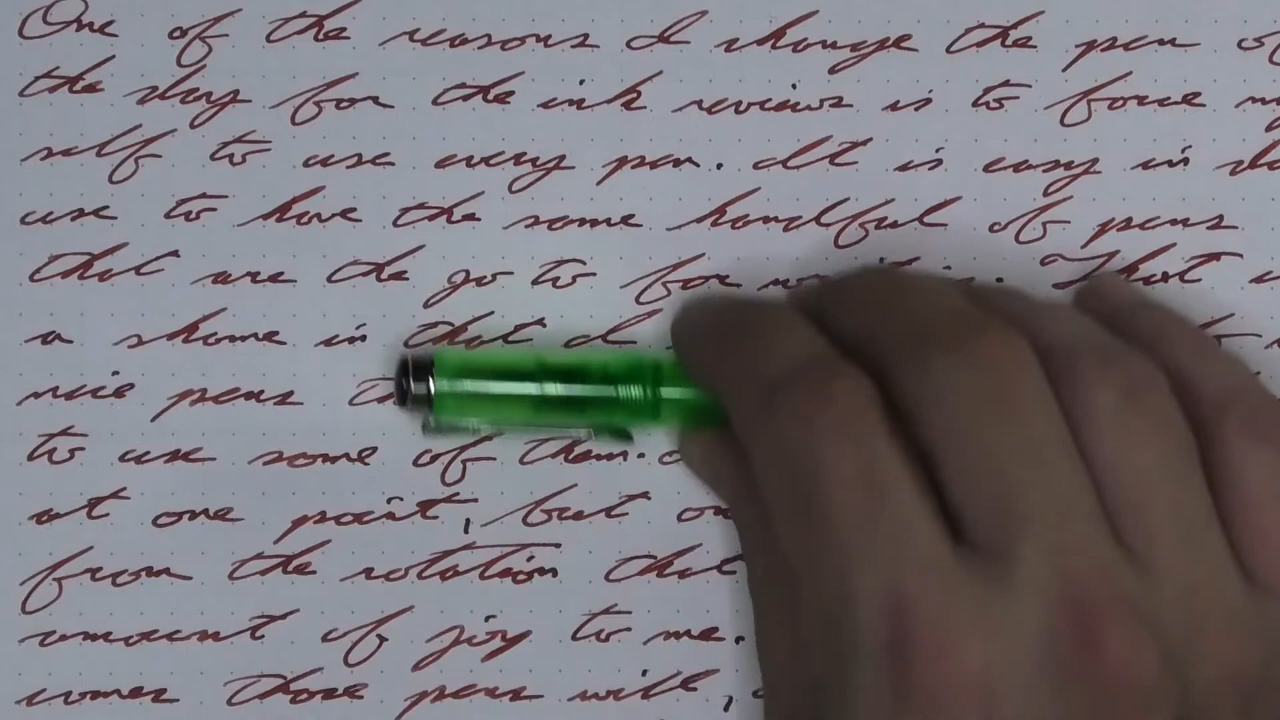 One of the reasons I change the pen of
the day for the ink reviews is to force my
self to use every pen. It is easy in
use to have the same handful of pens
that are the go to for That
a shame in that I
nice pens
to use some of them.
at one point, but
from the rotation that
amount of joy to me.
comes those pens will,